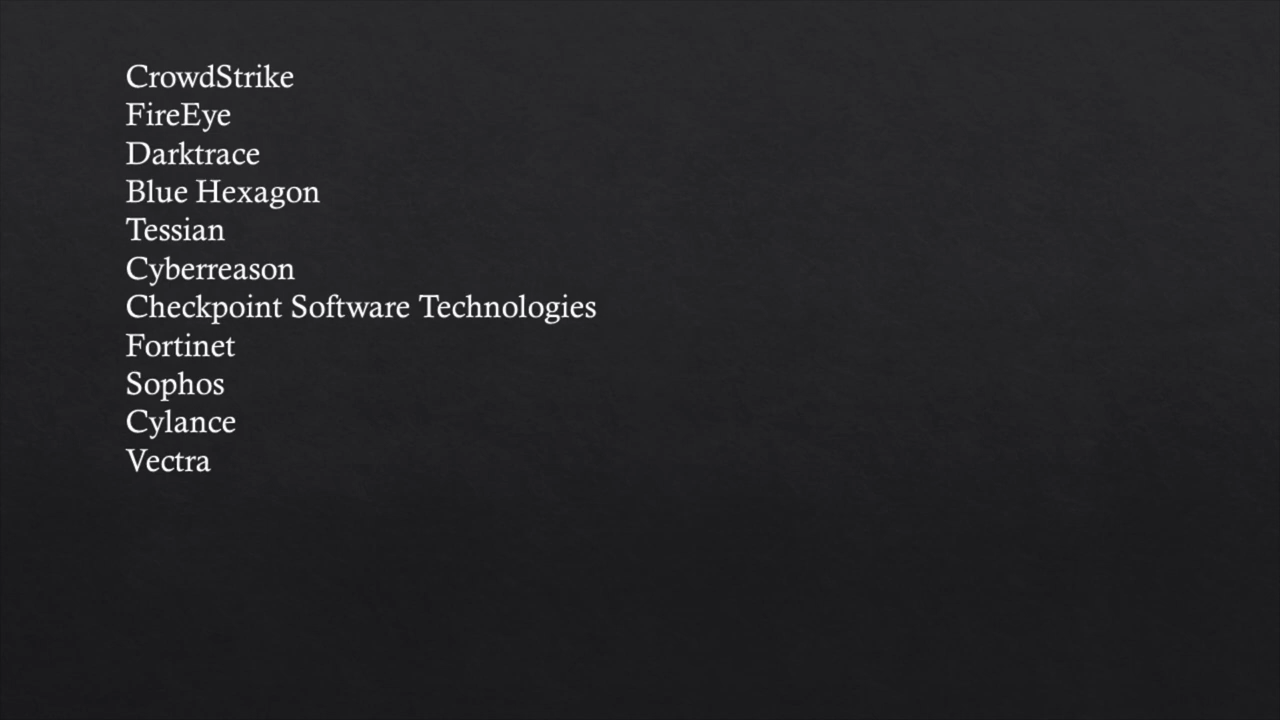 CrowdStrike
FireEye
Darktrace
Blue Hexagon
Tessian
Cyberreason
Checkpoint Software Technologies
Fortinet
Sophos
Cylance
Vectra